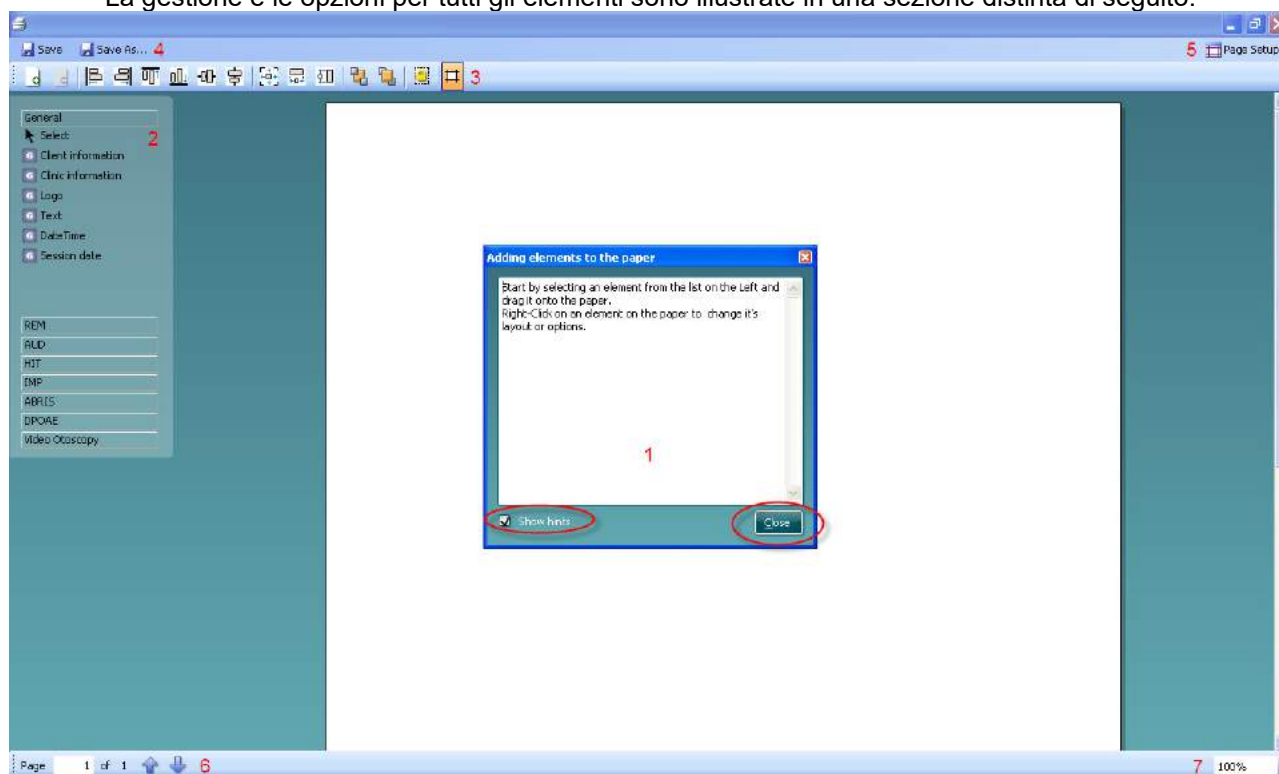 La gestione e le opzioni per tutti gli elementi sono illustrate in una sezione distinta di seguito.
Save Save As... 4 5 Page Setup
3
General
Select 2
Client information
Clinic information
Logo
Text
DateTime
Session date
REM
AUD
HIT
IMP
ABRIS
DPOAE
Video Otoscopy
Adding elements to the paper
Start by selecting an element from the list on the Left and
drag it onto the paper.
Right-Click on an element on the paper to change it's
layout or options.
1
Show hints Close
Page 1 of 1 6 7 100%